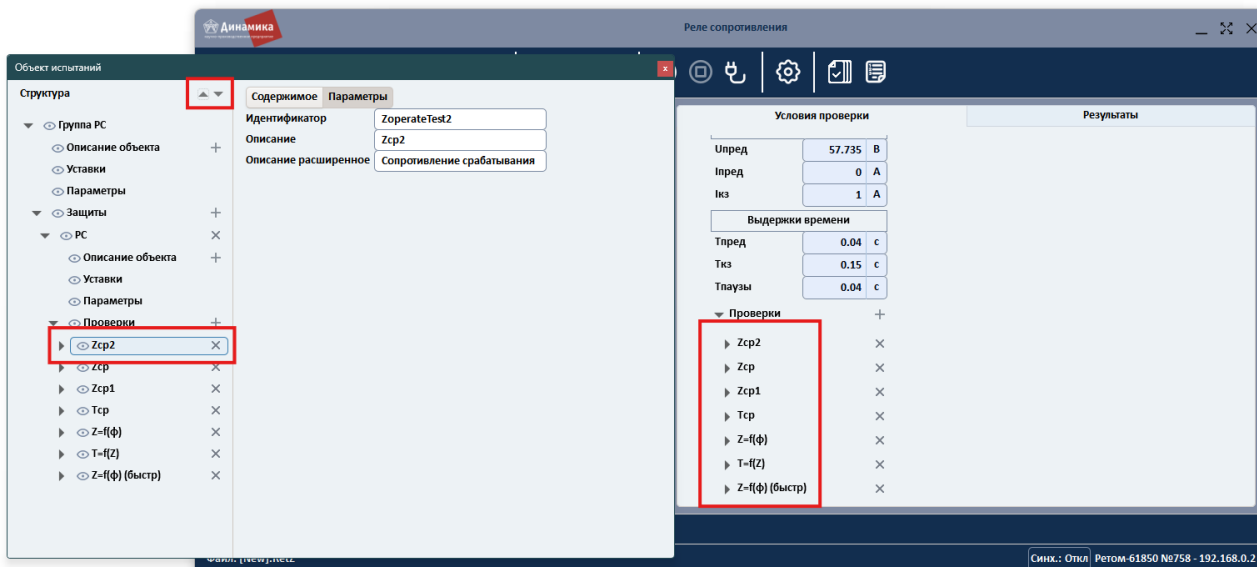 Динамика
Реле сопротивления
Объект испытаний
x
Структура
Содержимое Параметры
Группа РС
Описание объекта
Уставки
Параметры
Защиты
РС
Описание объекта
Уставки
Параметры
Проверки
Zср2
Zср
Zср1
Тср
Z=f(ф)
T=f(Z)
Z=f(ф) (быстр)
Идентификатор ZoperateTest2
Описание Zср2
Описание расширенное Сопротивление срабатывания
Условия проверки
Результаты
Uпред 57.735 В
Iпред 0 А
Iкз 1 А
Выдержки времени
Тпред 0.04 с
Ткз 0.15 с
Тпаузы 0.04 с
Проверки
Zср2
Zср
Zср1
Тср
Z=f(ф)
T=f(Z)
Z=f(ф) (быстр)
Файл: [New].RetZ
Синх.: Откл Ретом-61850 №758 - 192.168.0.2